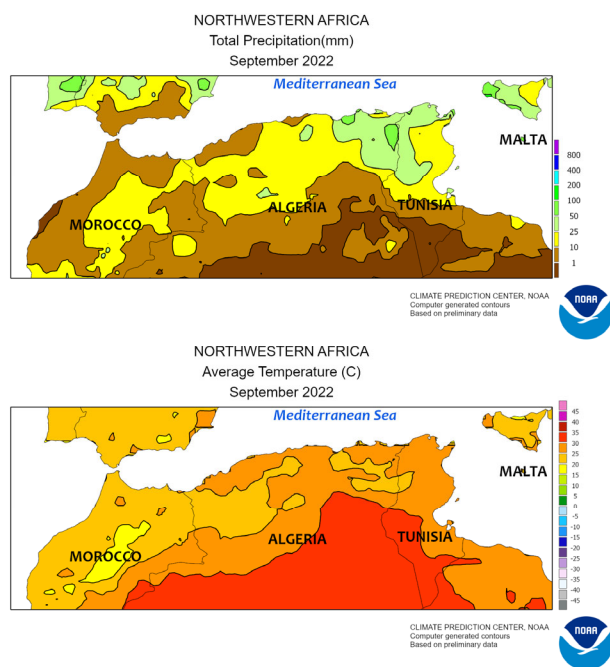 NORTHWESTERN AFRICA
Total Precipitation(mm)
September 2022
Mediterranean Sea
MALTA
MOROCCO
ALGERIA
TUNISIA
800
400
200
100
50
25
10
1
CLIMATE PREDICTION CENTER, NOAA
Computer generated contours
Based on preliminary data
NOAA
NORTHWESTERN AFRICA
Average Temperature (C)
September 2022
Mediterranean Sea
MALTA
MOROCCO
ALGERIA
TUNISIA
45
40
35
30
25
20
15
10
5
0
-5
-10
-15
-20
-25
-30
-35
-40
-45
CLIMATE PREDICTION CENTER, NOAA
Computer generated contours
Based on preliminary data
NOAA